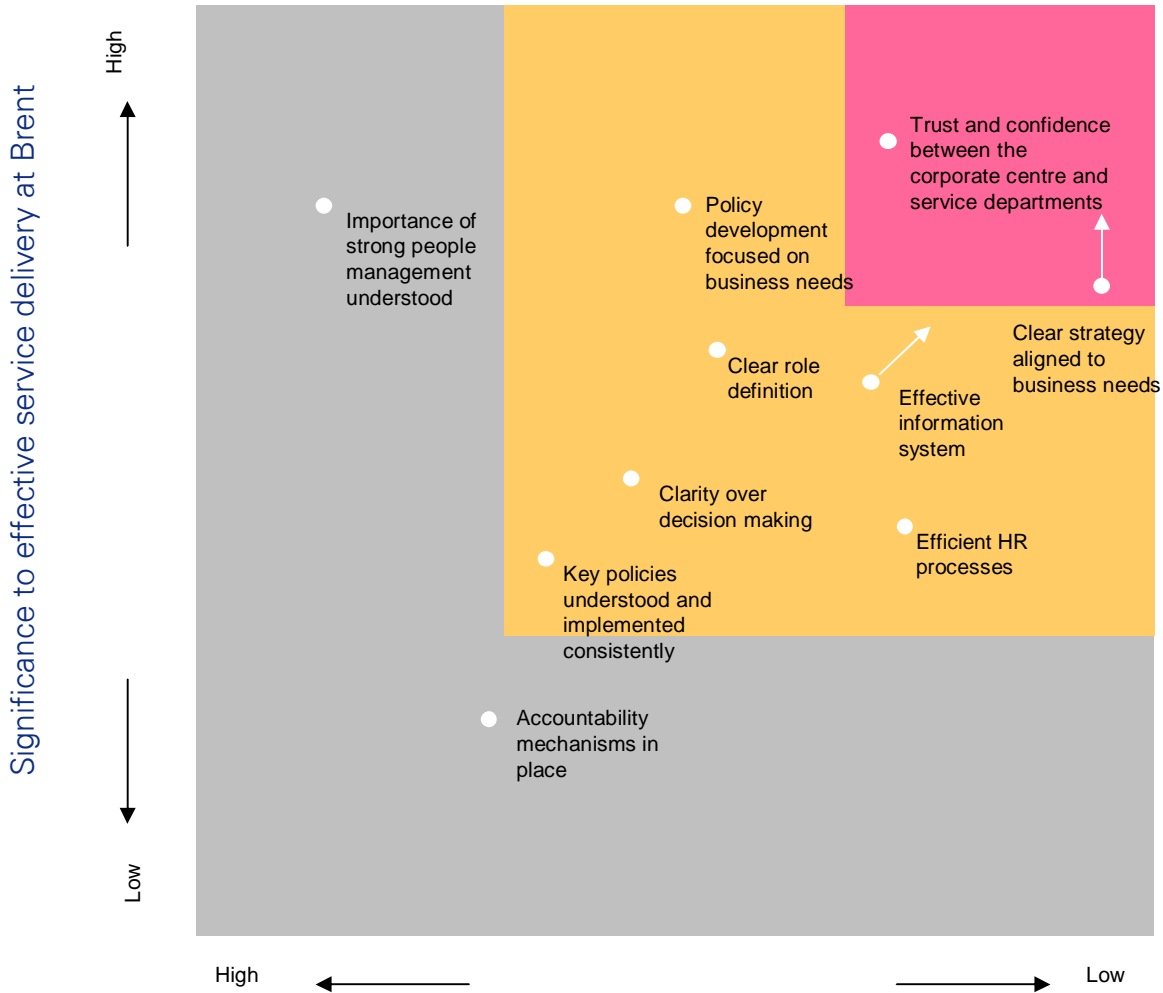 Significance to effective service delivery at Brent
High
Low
Trust and confidence
between the
corporate centre and
service departments
Importance of
strong people
management
understood
Policy
development
focused on
business needs
Clear role
definition
Effective
information
system
Clear strategy
aligned to
business needs
Clarity over
decision making
Efficient HR
processes
Key policies
understood and
implemented
consistently
Accountability
mechanisms in
place
High
Low